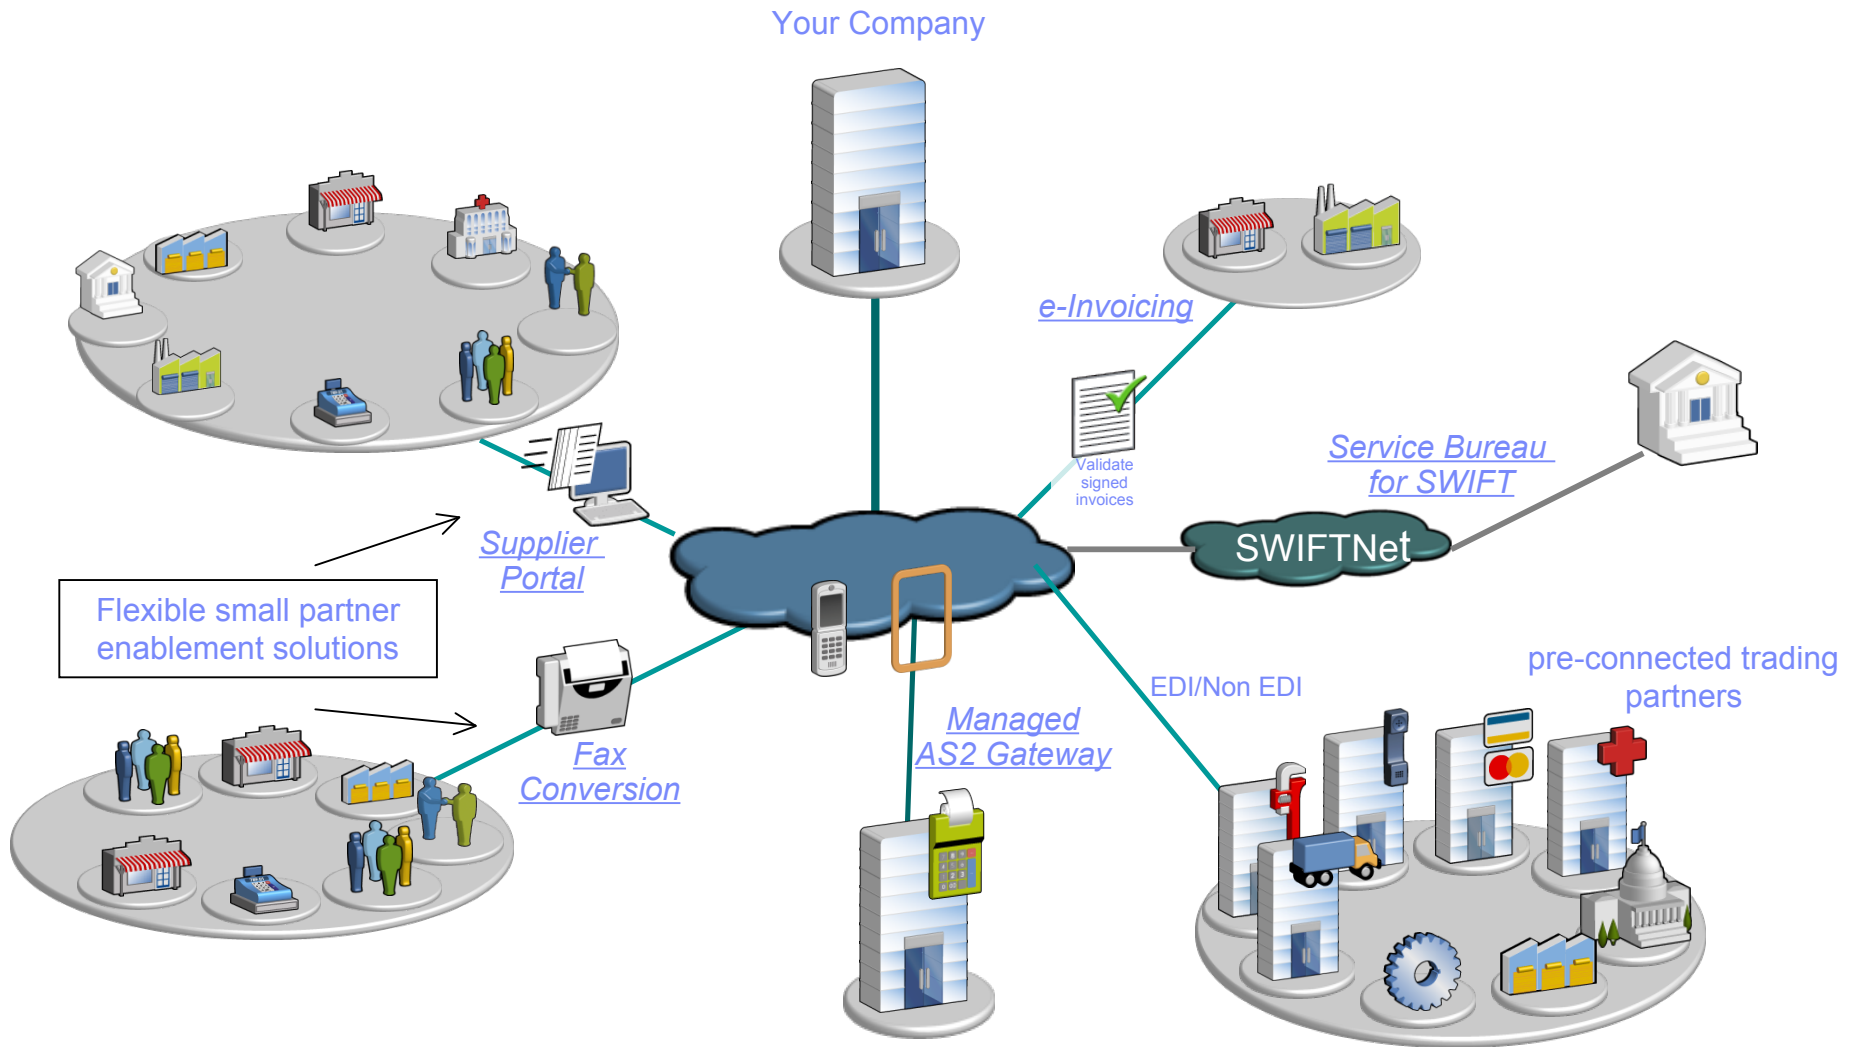 Your Company
e-Invoicing
Validate
signed
invoices
Service Bureau
for SWIFT
SWIFTNet
Supplier
Portal
Flexible small partner
enablement solutions
Fax
Conversion
Managed
AS2 Gateway
EDI/Non EDI
pre-connected trading
partners